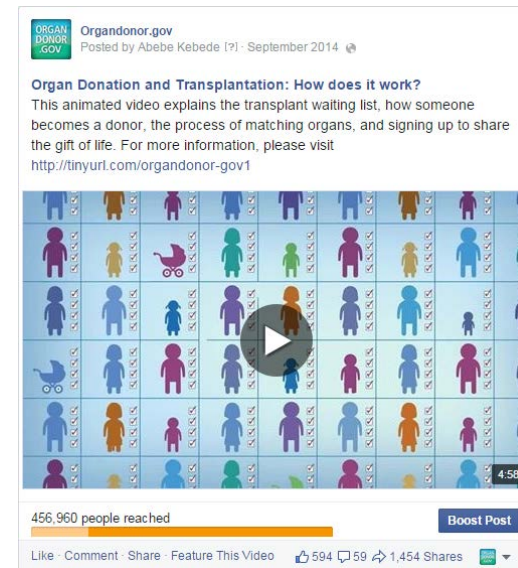 ORGAN
DONOR
.GOV
Organdonor.gov
Posted by Abebe Kebede [?] · September 2014
Organ Donation and Transplantation: How does it work?
This animated video explains the transplant waiting list, how someone
becomes a donor, the process of matching organs, and signing up to share
the gift of life. For more information, please visit
http://tinyurl.com/organdonor-gov1
4:58
456,960 people reached
Boost Post
Like · Comment · Share · Feature This Video 594 59 1,454 Shares